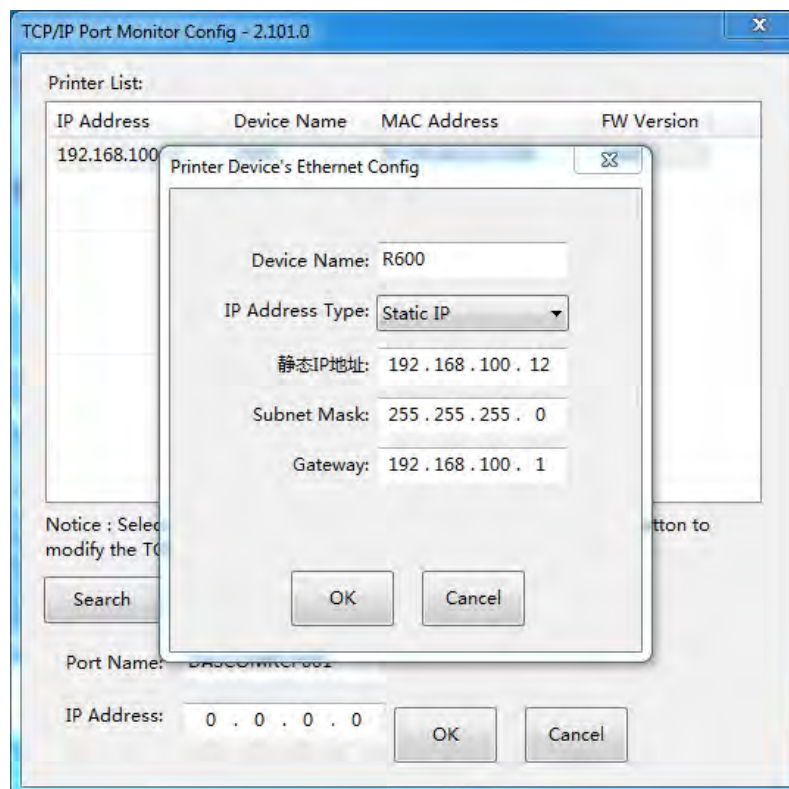 TCP/IP Port Monitor Config - 2.101.0
x
Printer List:
IP Address Device Name MAC Address FW Version
192.168.100
Printer Device's Ethernet Config
Device Name: R600
IP Address Type: Static IP
静态IP地址: 192 . 168 . 100 . 12
Subnet Mask: 255 . 255 . 255 . 0
Gateway: 192 . 168 . 100 . 1
OK Cancel
Notice : Selec tton to
modify the TC
Search
Port Name:
IP Address: 0 . 0 . 0 . 0
OK Cancel